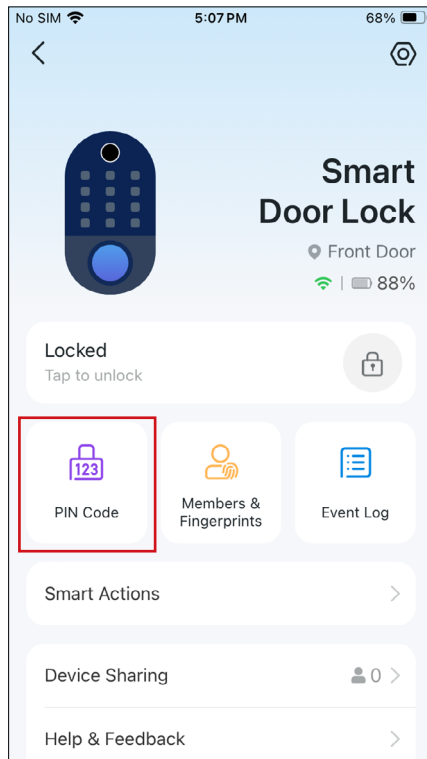 No SIM 5:07 PM 68%
Smart
Door Lock
Front Door
88%
Locked
Tap to unlock
123
PIN Code
Members &
Fingerprints
Event Log
Smart Actions
Device Sharing 0
Help & Feedback